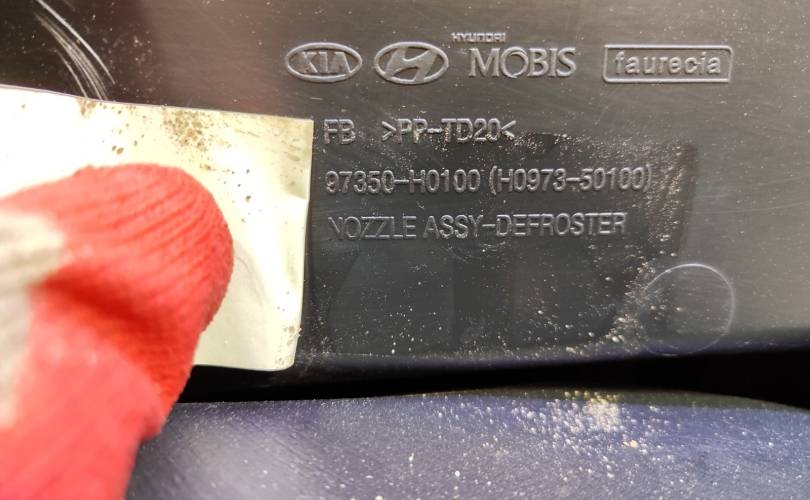 KIA HYUNDAI MOBIS faurecia
FB >PP-TD20<
97350-H0100 (H0973-50100)
NOZZLE ASSY-DEFROSTER